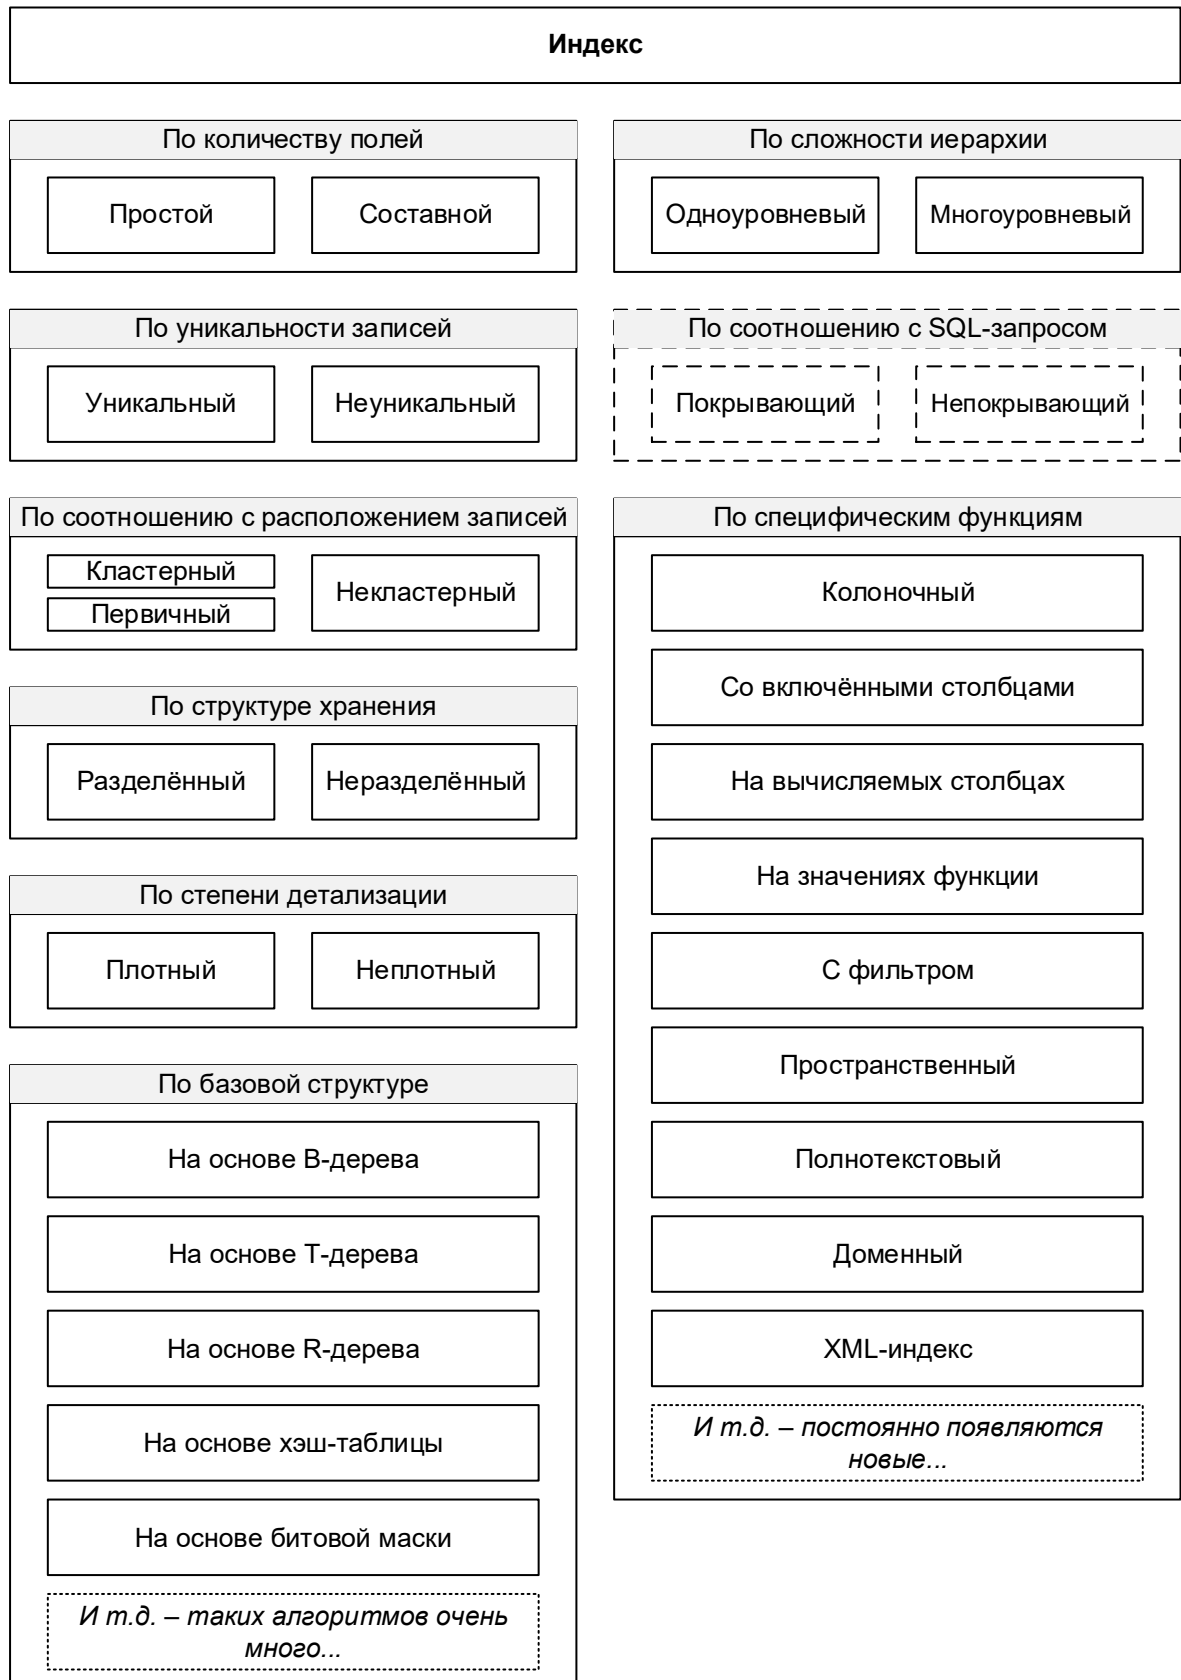 Индекс
По количеству полей
Простой
Составной
По уникальности записей
Уникальный
Неуникальный
По соотношению с расположением записей
Кластерный
Первичный
Некластерный
По структуре хранения
Разделённый
Неразделённый
По степени детализации
Плотный
Неплотный
По базовой структуре
На основе B-дерева
На основе T-дерева
На основе R-дерева
На основе хэш-таблицы
На основе битовой маски
И т.д. – таких алгоритмов очень
много...
По сложности иерархии
Одноуровневый
Многоуровневый
По соотношению с SQL-запросом
Покрывающий
Непокрывающий
По специфическим функциям
Колоночный
Со включёнными столбцами
На вычисляемых столбцах
На значениях функции
С фильтром
Пространственный
Полнотекстовый
Доменный
XML-индекс
И т.д. – постоянно появляются
новые...